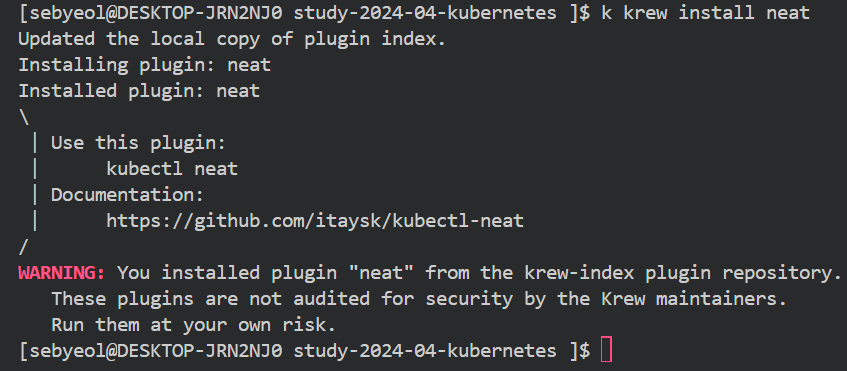 [sebyeol@DESKTOP-JRN2NJ0 study-2024-04-kubernetes ]$ k krew install neat
Updated the local copy of plugin index.
Installing plugin: neat
Installed plugin: neat
\
 | Use this plugin:
 |      kubectl neat
 | Documentation:
 |      https://github.com/itaysk/kubectl-neat
/
WARNING: You installed plugin "neat" from the krew-index plugin repository.
   These plugins are not audited for security by the Krew maintainers.
   Run them at your own risk.
[sebyeol@DESKTOP-JRN2NJ0 study-2024-04-kubernetes ]$